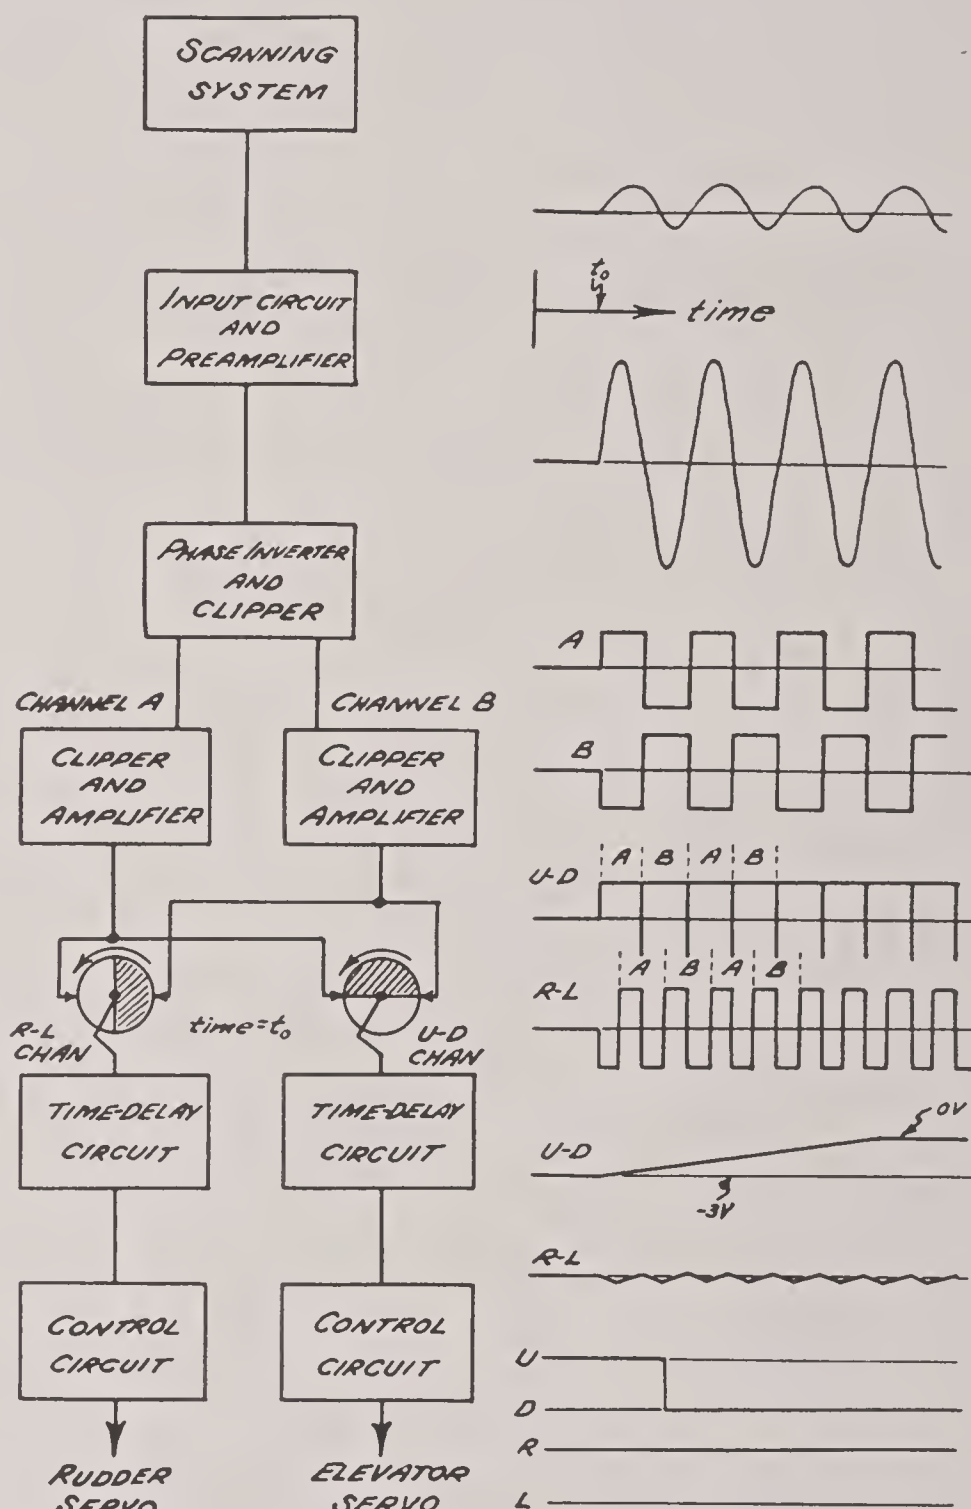 SCANNING
SYSTEM
INPUT CIRCUIT
AND
PREAMPLIFIER
PHASE INVERTER
AND
CLIPPER
CHANNEL A
CHANNEL B
CLIPPER
AND
AMPLIFIER
CLIPPER
AND
AMPLIFIER
R-L
CHAN
time=t₀
U-D
CHAN
TIME-DELAY
CIRCUIT
TIME-DELAY
CIRCUIT
CONTROL
CIRCUIT
CONTROL
CIRCUIT
RUDDER
SERVO
ELEVATOR
SERVO
t₀
time
A
B
A B A B
U-D
A B A B
R-L
0V
U-D
-3V
R-L
U
D
R
L